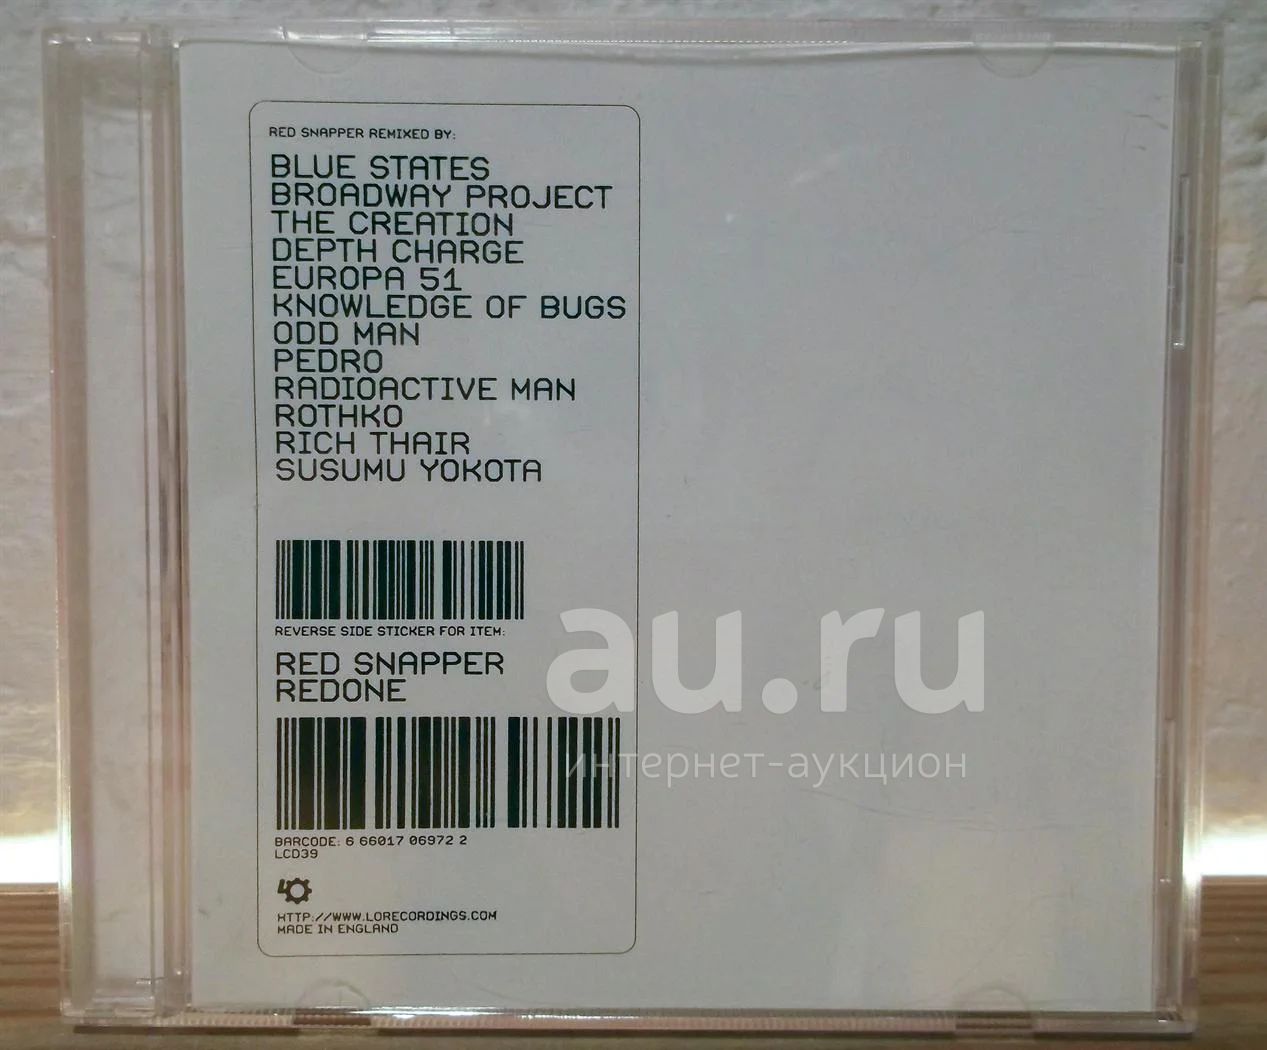 RED SNAPPER REMIXED BY:
BLUE STATES
BROADWAY PROJECT
THE CREATION
DEPTH CHARGE
EUROPA 51
KNOWLEDGE OF BUGS
ODD MAN
PEDRO
RADIOACTIVE MAN
ROTHKO
RICH THAIR
SUSUMU YOKOTA
REVERSE SIDE STICKER FOR ITEM:
RED SNAPPER
REDONE
BARCODE: 6 66017 06972 2
LCD39
HTTP://WWW.LORECORDINGS.COM
MADE IN ENGLAND
au.ru
интернет-аукцион